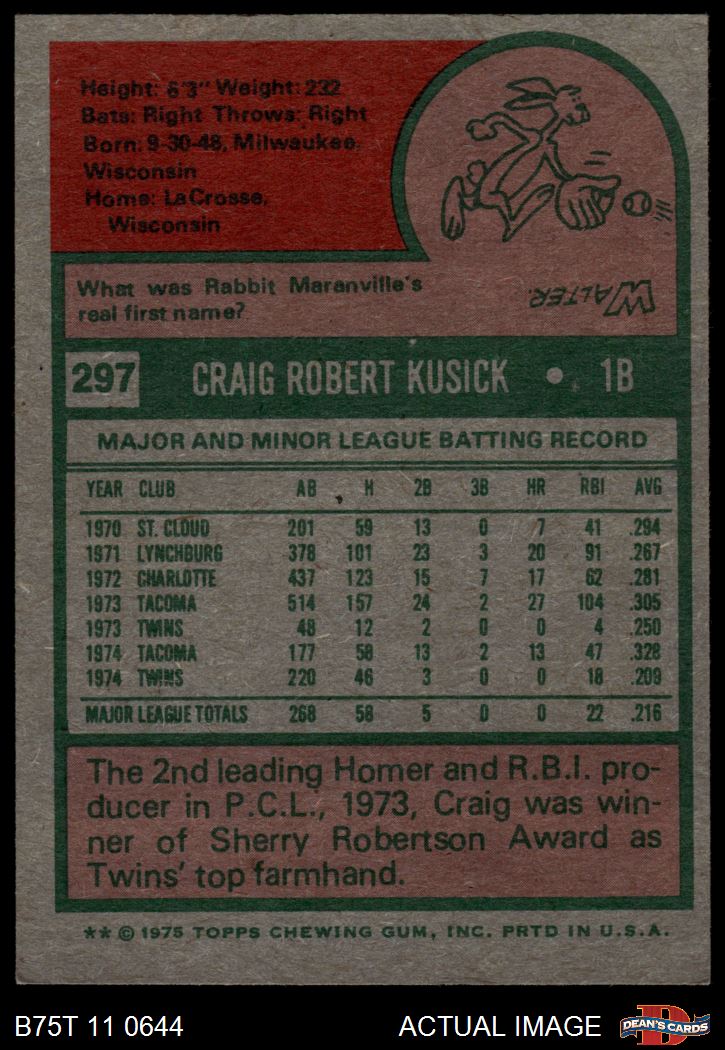 Height: 6'3" Weight: 232
Bats: Right Throws: Right
Born: 9-30-48, Milwaukee,
Wisconsin
Home: LaCrosse,
Wisconsin
What was Rabbit Maranville's
real first name?
WALTER.
297 CRAIG ROBERT KUSICK • 1B
MAJOR AND MINOR LEAGUE BATTING RECORD
YEAR CLUB AB H 2B 3B HR RBI AVG
1970 ST. CLOUD 201 59 13 0 7 41 .294
1971 LYNCHBURG 378 101 23 3 20 91 .267
1972 CHARLOTTE 437 123 15 7 17 62 .281
1973 TACOMA 514 157 24 2 27 104 .305
1973 TWINS 48 12 2 0 0 4 .250
1974 TACOMA 177 58 13 2 13 47 .328
1974 TWINS 220 46 3 0 0 18 .209
MAJOR LEAGUE TOTALS 268 58 5 0 0 22 .216
The 2nd leading Homer and R.B.I. pro-
ducer in P.C.L., 1973, Craig was win-
ner of Sherry Robertson Award as
Twins' top farmhand.
** © 1975 TOPPS CHEWING GUM, INC. PRTD IN U.S.A.
B75T 11 0644 ACTUAL IMAGE DEAN'S CARDS